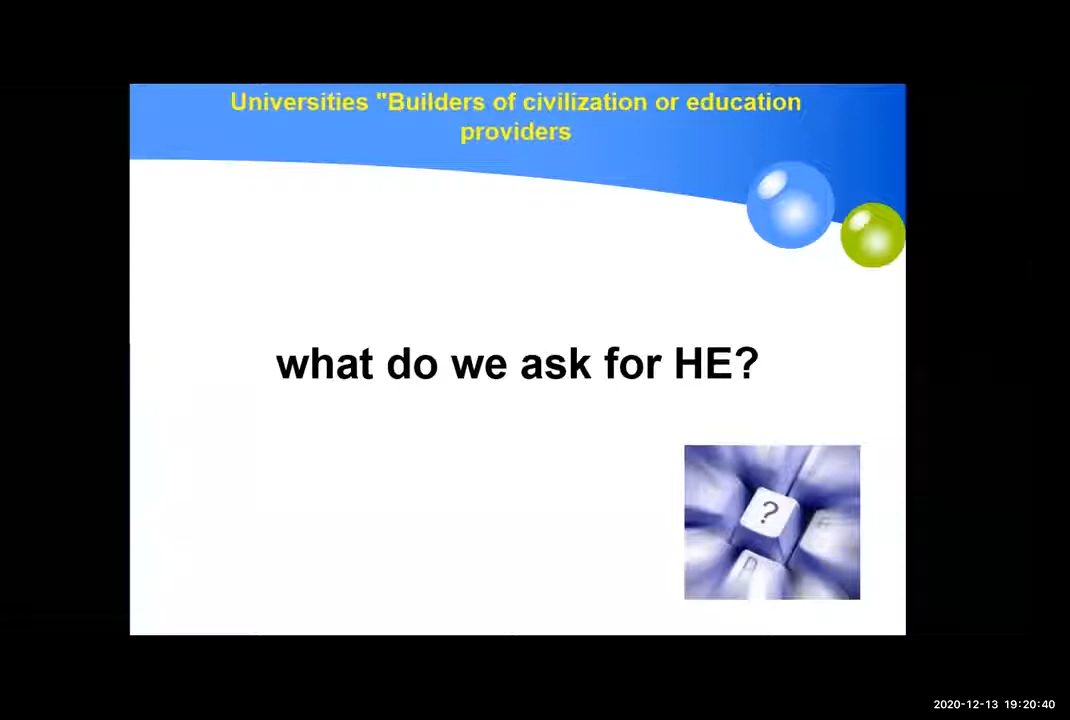 Universities "Builders of civilization or education
providers
what do we ask for HE?
?
2020-12-13 19:20:40